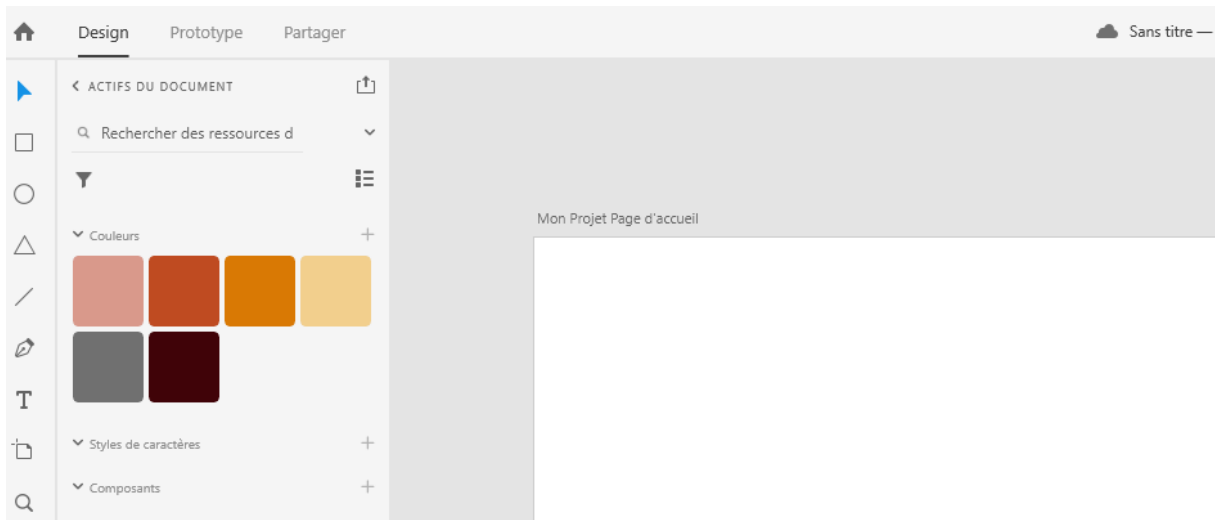 Design Prototype Partager Sans titre —
ACTIFS DU DOCUMENT
Rechercher des ressources d
Mon Projet Page d'accueil
Couleurs
Styles de caractères
Composants